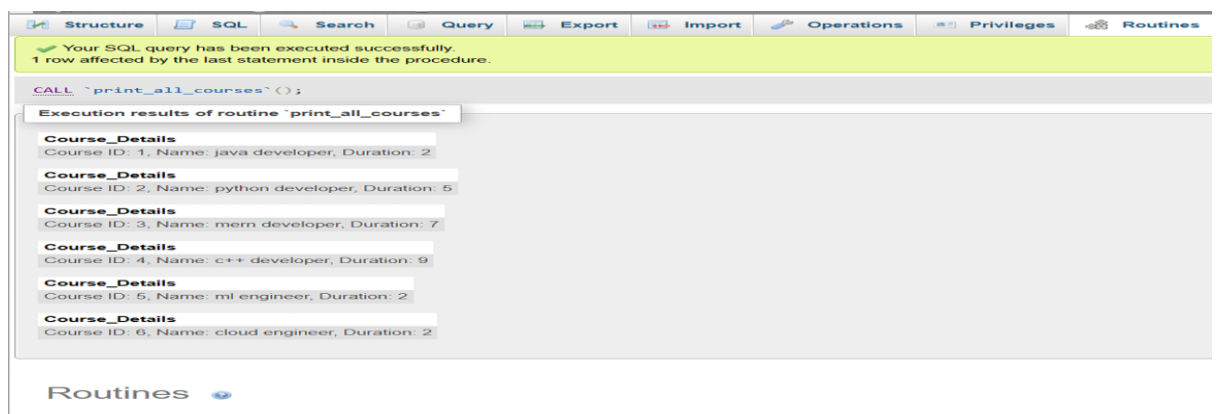 Structure SQL Search Query Export Import Operations Privileges Routines
Your SQL query has been executed successfully.
1 row affected by the last statement inside the procedure.
CALL `print_all_courses`();
Execution results of routine `print_all_courses`
Course_Details
Course ID: 1, Name: java developer, Duration: 2
Course_Details
Course ID: 2, Name: python developer, Duration: 5
Course_Details
Course ID: 3, Name: mern developer, Duration: 7
Course_Details
Course ID: 4, Name: c++ developer, Duration: 9
Course_Details
Course ID: 5, Name: ml engineer, Duration: 2
Course_Details
Course ID: 6, Name: cloud engineer, Duration: 2
Routines